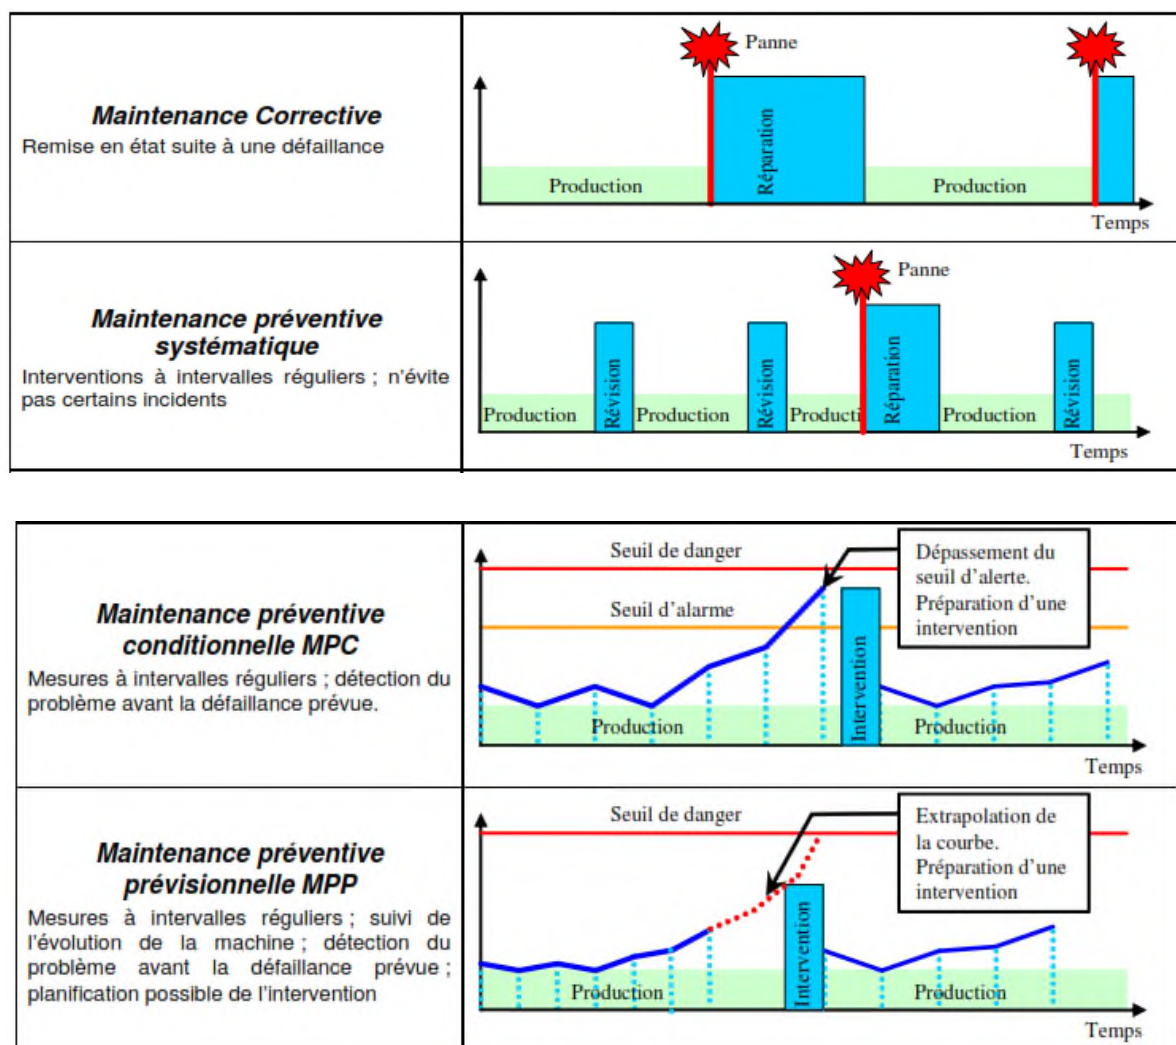 Maintenance Corrective
Remise en état suite à une défaillance
Panne
Réparation
Production
Production
Temps
Maintenance préventive
systématique
Interventions à intervalles réguliers ; n'évite
pas certains incidents
Panne
Production
Révision
Production
Révision
Producti
Réparation
Production
Révision
Temps
Maintenance préventive
conditionnelle MPC
Mesures à intervalles réguliers ; détection du
problème avant la défaillance prévue.
Seuil de danger
Seuil d'alarme
Dépassement du
seuil d'alerte.
Préparation d'une
intervention
Production
Intervention
Production
Temps
Maintenance préventive
prévisionnelle MPP
Mesures à intervalles réguliers ; suivi de
l'évolution de la machine ; détection du
problème avant la défaillance prévue ;
planification possible de l'intervention
Seuil de danger
Extrapolation de
la courbe.
Préparation d'une
intervention
Production
Intervention
Production
Temps